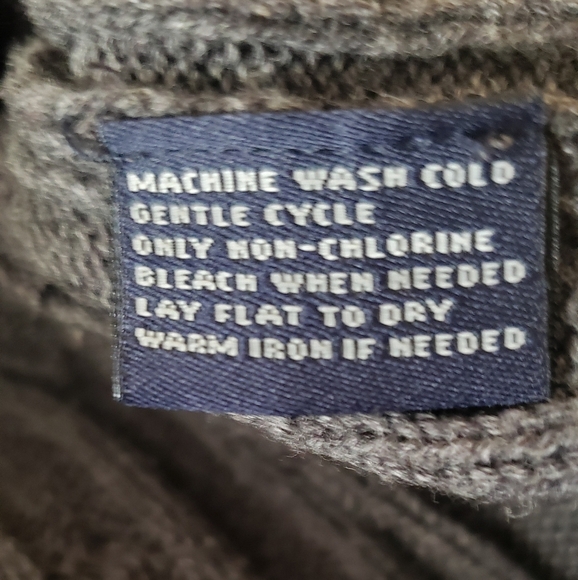 MACHINE WASH COLD
GENTLE CYCLE
ONLY NON-CHLORINE
BLEACH WHEN NEEDED
LAY FLAT TO DRY
WARM IRON IF NEEDED